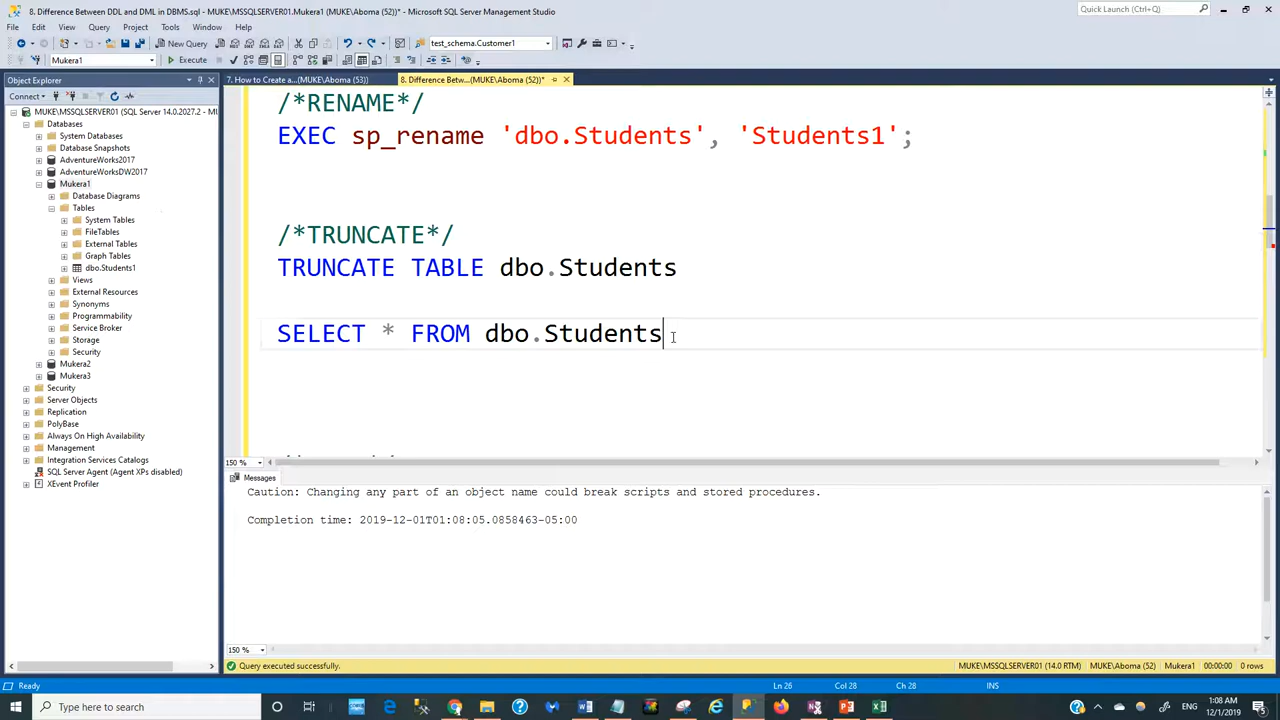 8. Difference Between DDL and DML in DBMS.sql - MUKE\MSSQLSERVER01.Mukera1 (MUKE\Aboma (52))* - Microsoft SQL Server Management Studio
Quick Launch (Ctrl+Q)
File Edit View Query Project Tools Window Help
New Query
test_schema.Customer1
Mukera1
Execute
Object Explorer
7. How to Create a...(MUKE\Aboma (53))
8. Difference Betw...(MUKE\Aboma (52))*
Connect
MUKE\MSSQLSERVER01 (SQL Server 14.0.2027.2 - MU
Databases
System Databases
Database Snapshots
AdventureWorks2017
AdventureWorksDW2017
Mukera1
Database Diagrams
Tables
System Tables
FileTables
External Tables
Graph Tables
dbo.Students1
Views
External Resources
Synonyms
Programmability
Service Broker
Storage
Security
Mukera2
Mukera3
Security
Server Objects
Replication
PolyBase
Always On High Availability
Management
Integration Services Catalogs
SQL Server Agent (Agent XPs disabled)
XEvent Profiler
/*RENAME*/
EXEC sp_rename 'dbo.Students', 'Students1';
/*TRUNCATE*/
TRUNCATE TABLE dbo.Students
SELECT * FROM dbo.Students
150 %
Messages
Caution: Changing any part of an object name could break scripts and stored procedures.
Completion time: 2019-12-01T01:08:05.0858463-05:00
150 %
Query executed successfully.
MUKE\MSSQLSERVER01 (14.0 RTM) MUKE\Aboma (52) Mukera1 00:00:00 0 rows
Ready
Ln 26 Col 28 Ch 28 INS
Type here to search
1:08 AM
12/1/2019